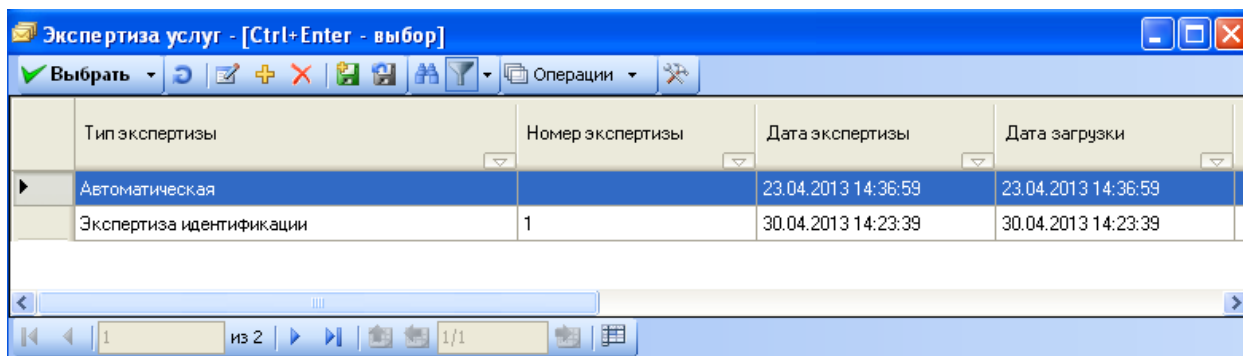 Экспертиза услуг - [Ctrl+Enter - выбор]
Выбрать Операции
Тип экспертизы Номер экспертизы Дата экспертизы Дата загрузки
Автоматическая 23.04.2013 14:36:59 23.04.2013 14:36:59
Экспертиза идентификации 1 30.04.2013 14:23:39 30.04.2013 14:23:39
1 из 2 1/1